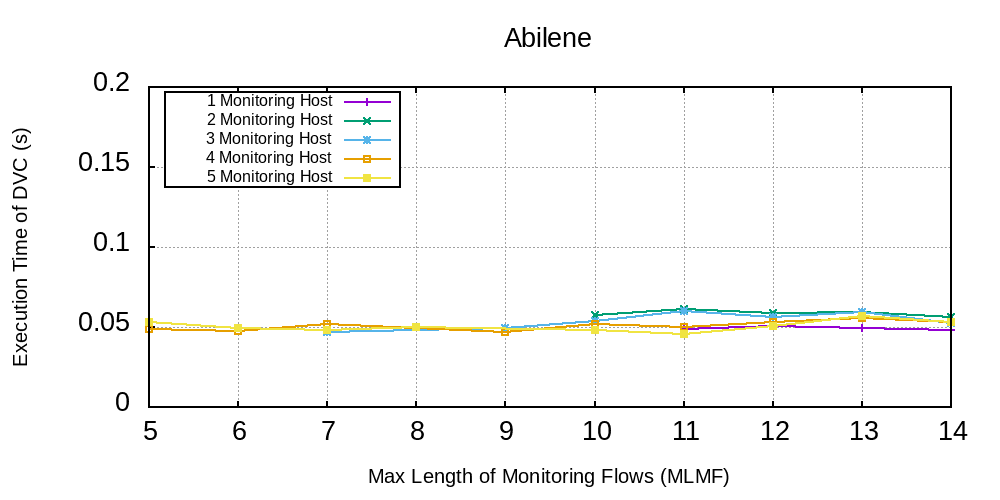 Abilene
0.2
0.15
0.1
0.05
0
Execution Time of DVC (s)
1 Monitoring Host
2 Monitoring Host
3 Monitoring Host
4 Monitoring Host
5 Monitoring Host
5 6 7 8 9 10 11 12 13 14
Max Length of Monitoring Flows (MLMF)